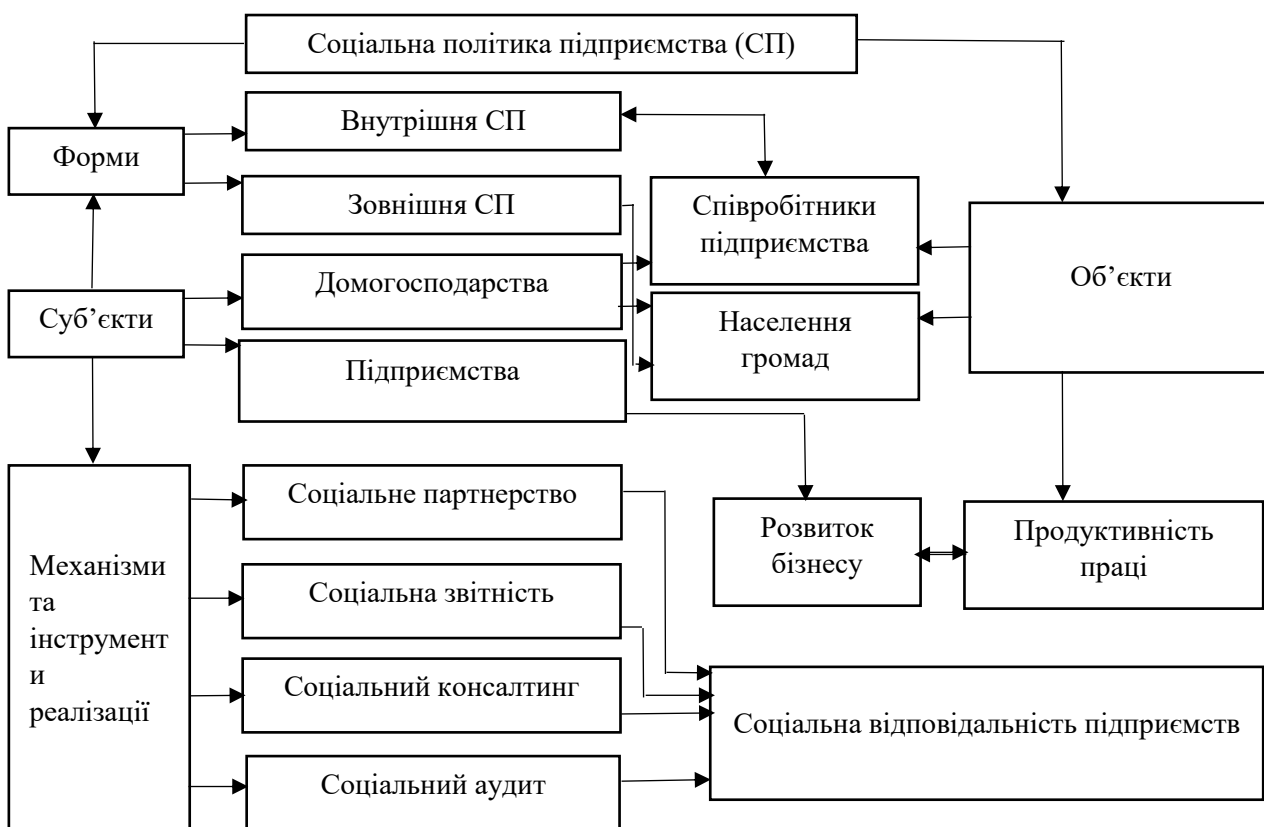 Соціальна політика підприємства (СП)
Внутрішня СП
Форми
Зовнішня СП
Співробітники
підприємства
Домогосподарства
Об’єкти
Суб’єкти
Населення
громад
Підприємства
Соціальне партнерство
Розвиток
бізнесу
Продуктивність
праці
Механізми
та
інструмент
и
реалізації
Соціальна звітність
Соціальний консалтинг
Соціальна відповідальність підприємств
Соціальний аудит